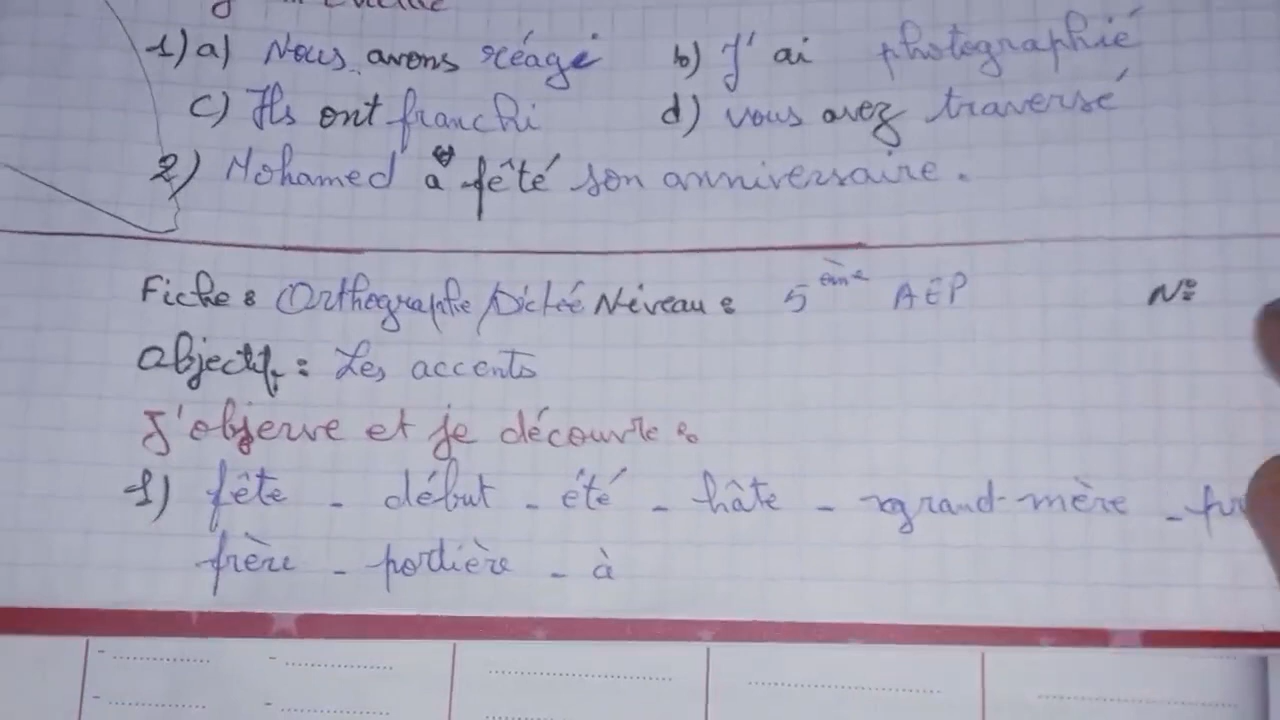 1) a) Nous avons réagi b) J'ai photographié
c) Ils ont franchi d) vous avez traversé
2) Mohamed a fêté son anniversaire.
Fiche : Orthographe/Dictée Niveau : 5ème AEP N°
Objectif : Les accents
J'observe et je découvre :
1) fête - début - été - hâte - grand-mère -
frère - portière - à